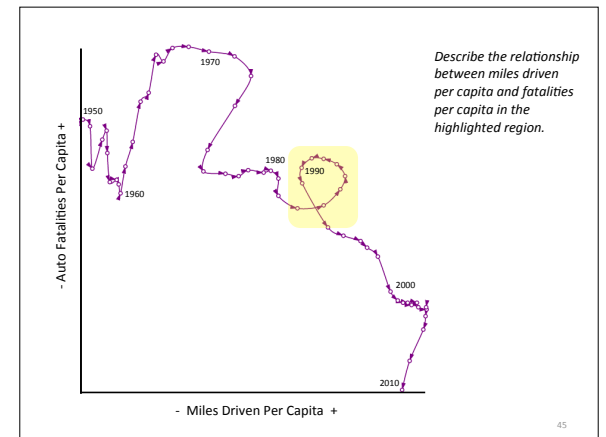 Describe the relationship
between miles driven
per capita and fatalities
per capita in the
highlighted region.
- Auto Fatalities Per Capita +
1950
1960
1970
1980
1990
2000
2010
- Miles Driven Per Capita +
45